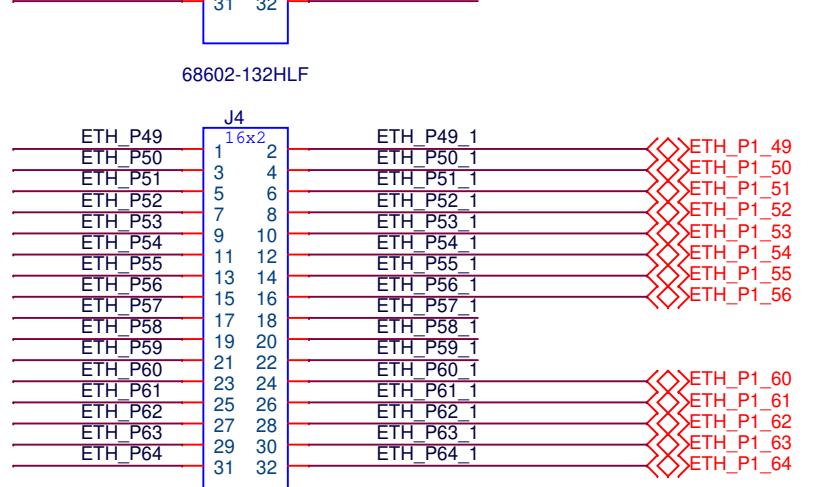 31 32
68602-132HLF
J4
16x2
ETH_P49 1 2 ETH_P49_1 ETH_P1_49
ETH_P50 3 4 ETH_P50_1 ETH_P1_50
ETH_P51 5 6 ETH_P51_1 ETH_P1_51
ETH_P52 7 8 ETH_P52_1 ETH_P1_52
ETH_P53 9 10 ETH_P53_1 ETH_P1_53
ETH_P54 11 12 ETH_P54_1 ETH_P1_54
ETH_P55 13 14 ETH_P55_1 ETH_P1_55
ETH_P56 15 16 ETH_P56_1 ETH_P1_56
ETH_P57 17 18 ETH_P57_1
ETH_P58 19 20 ETH_P58_1
ETH_P59 21 22 ETH_P59_1
ETH_P60 23 24 ETH_P60_1 ETH_P1_60
ETH_P61 25 26 ETH_P61_1 ETH_P1_61
ETH_P62 27 28 ETH_P62_1 ETH_P1_62
ETH_P63 29 30 ETH_P63_1 ETH_P1_63
ETH_P64 31 32 ETH_P64_1 ETH_P1_64